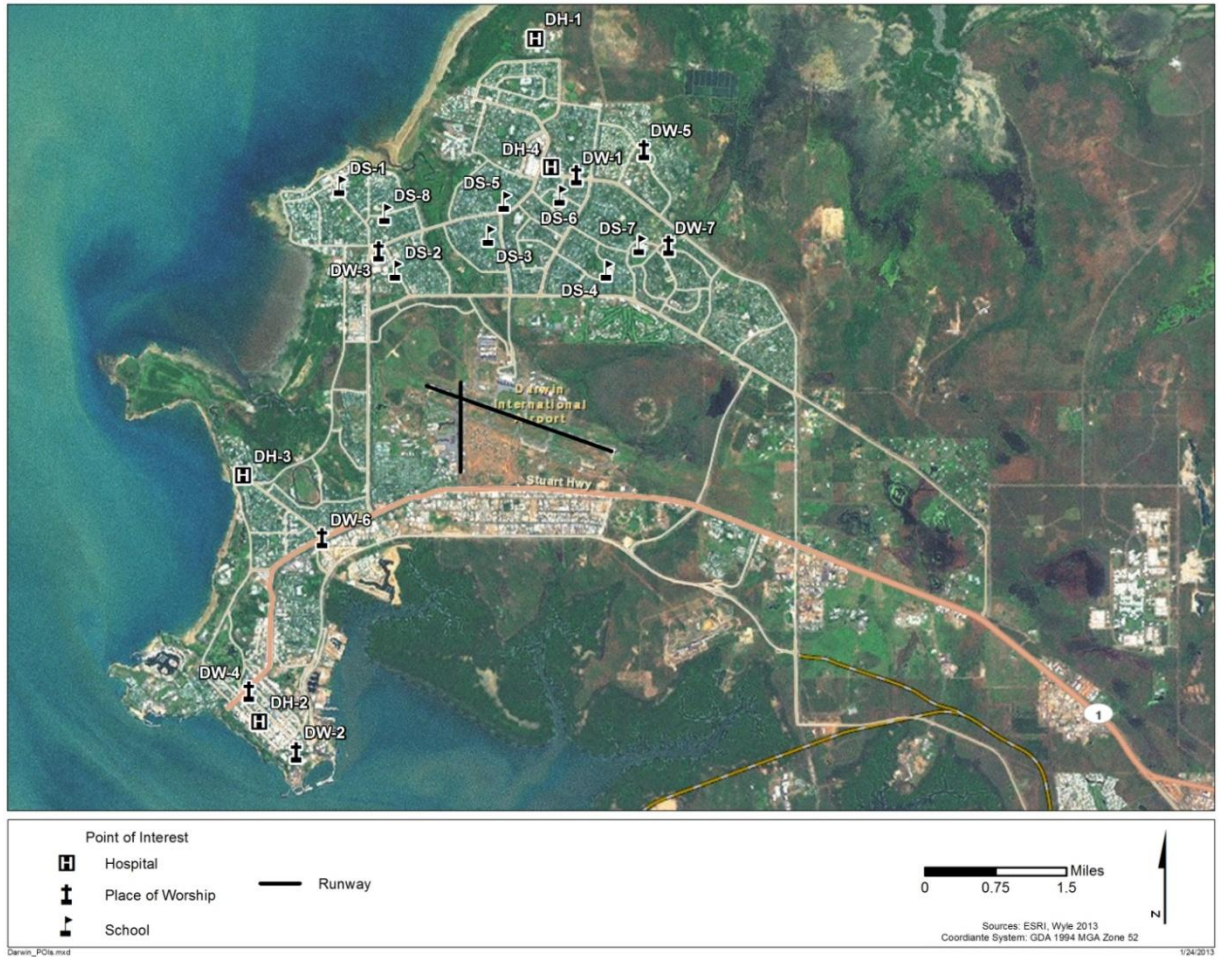 DH-1
DW-5
DH-4
DW-1
DS-1
DS-5
DS-8
DS-6
DS-7
DW-7
DS-3
DS-2
DW-3
DS-4
Darwin
International
Airport
DH-3
Stuart Hwy
DW-6
DW-4
DH-2
DW-2
1
Point of Interest
H Hospital
Place of Worship
School
Runway
Miles
0 0.75 1.5
N
Sources: ESRI, Wyle 2013
Coordiante System: GDA 1994 MGA Zone 52
Darwin_POIs.mxd
1/24/2013